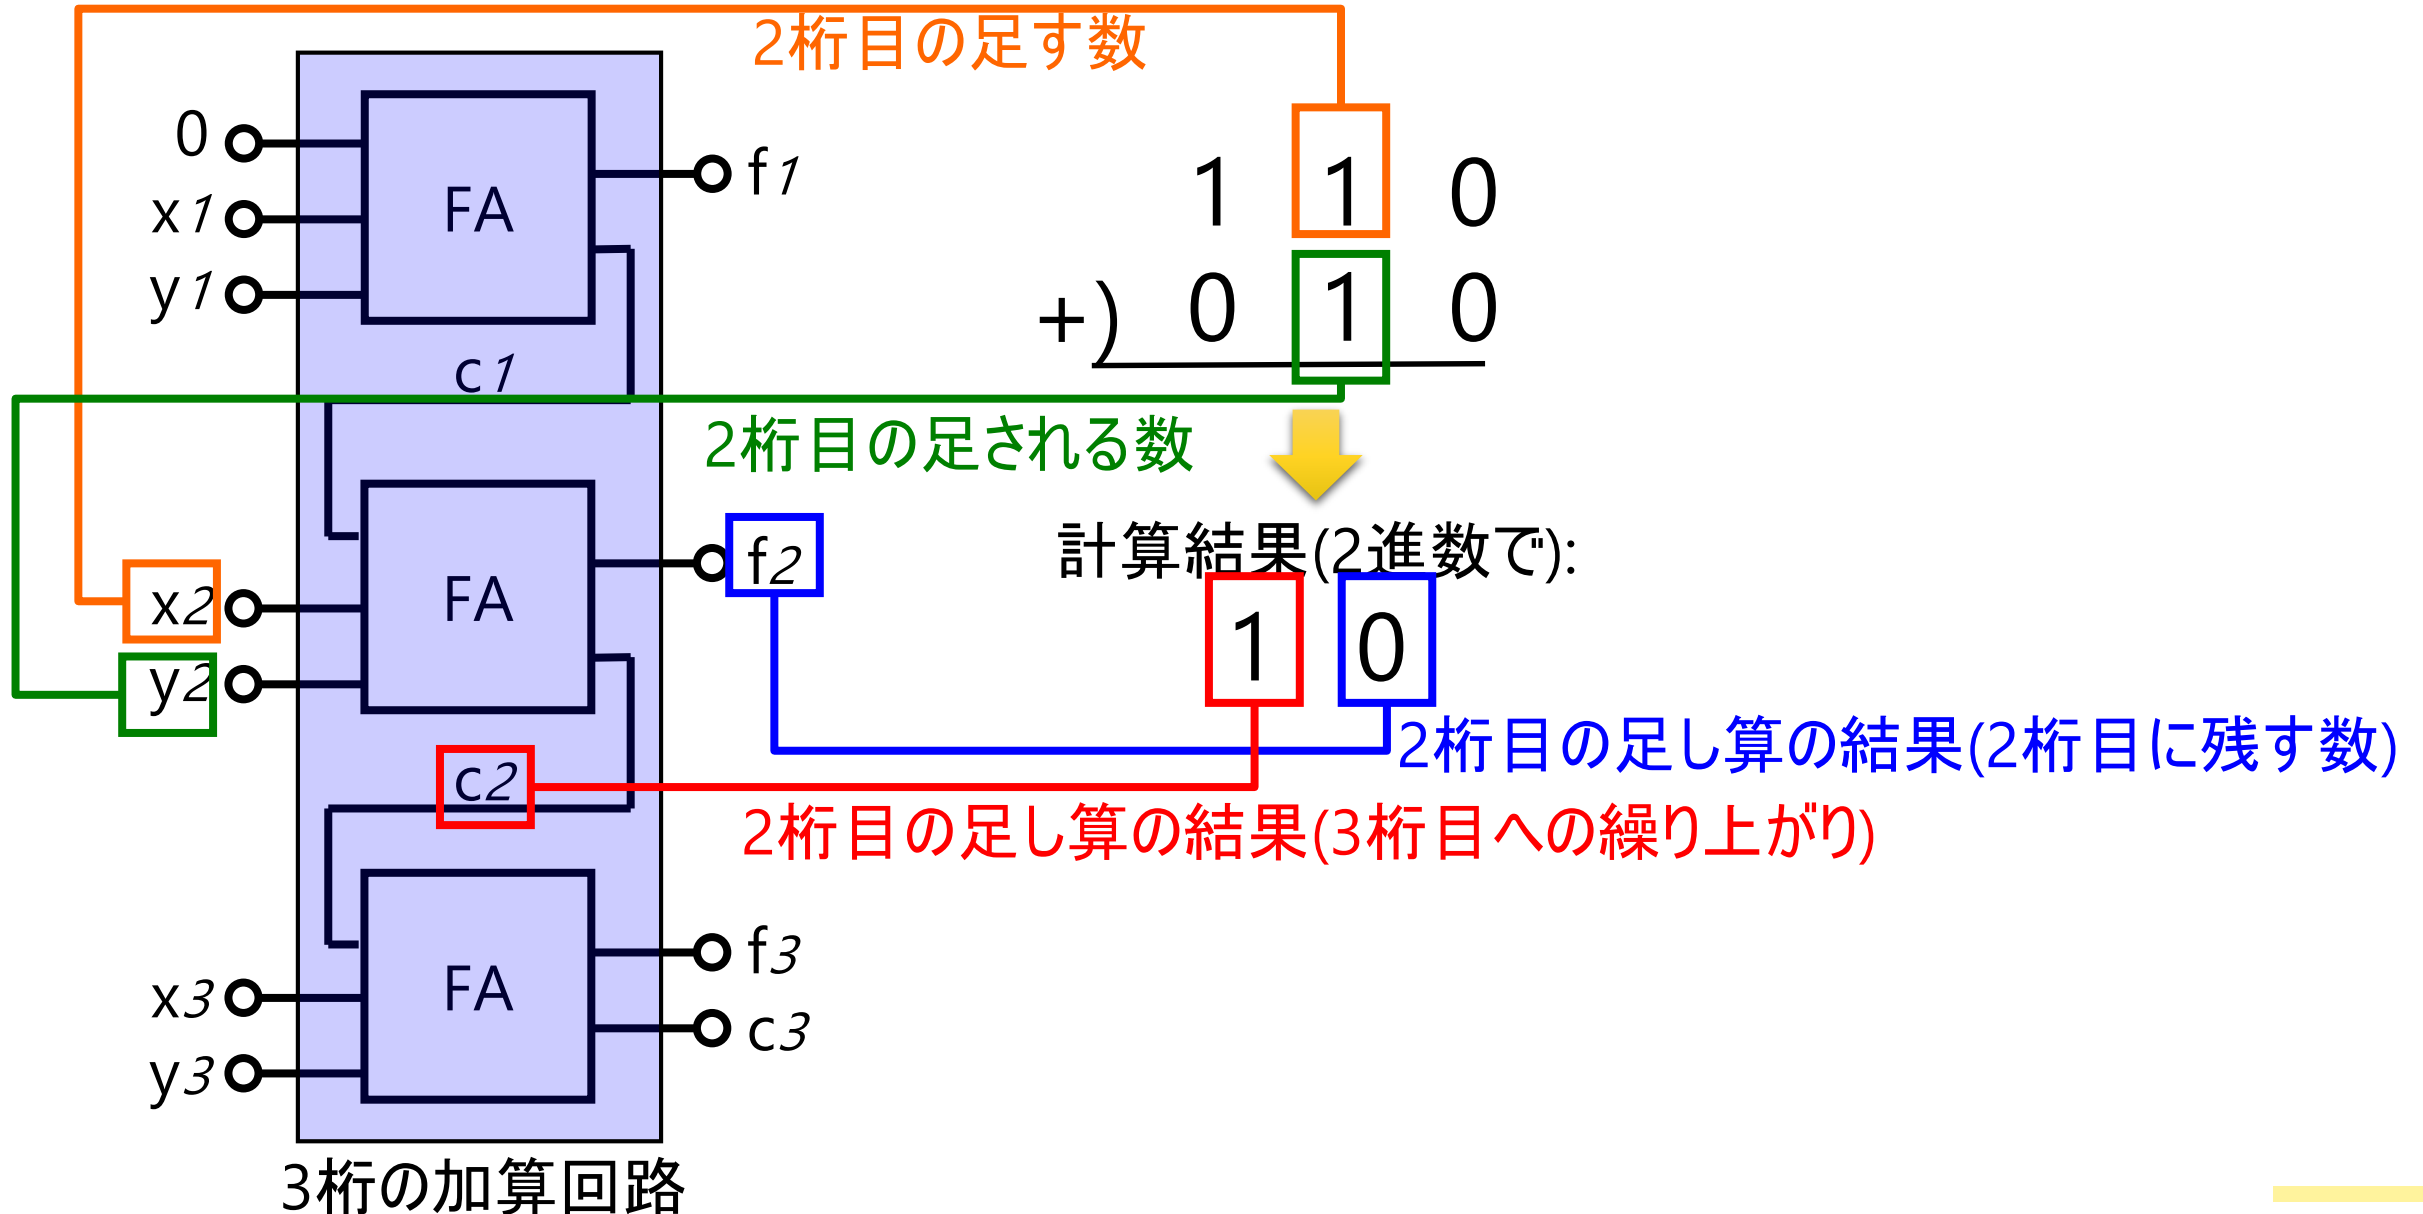 2桁目の足す数
0
x1
y1
FA
f1
1 1 0
+) 0 1 0
c1
2桁目の足される数
計算結果(2進数で):
x2
y2
FA
f2
1 0
2桁目の足し算の結果(2桁目に残す数)
c2
2桁目の足し算の結果(3桁目への繰り上がり)
x3
y3
FA
f3
c3
3桁の加算回路